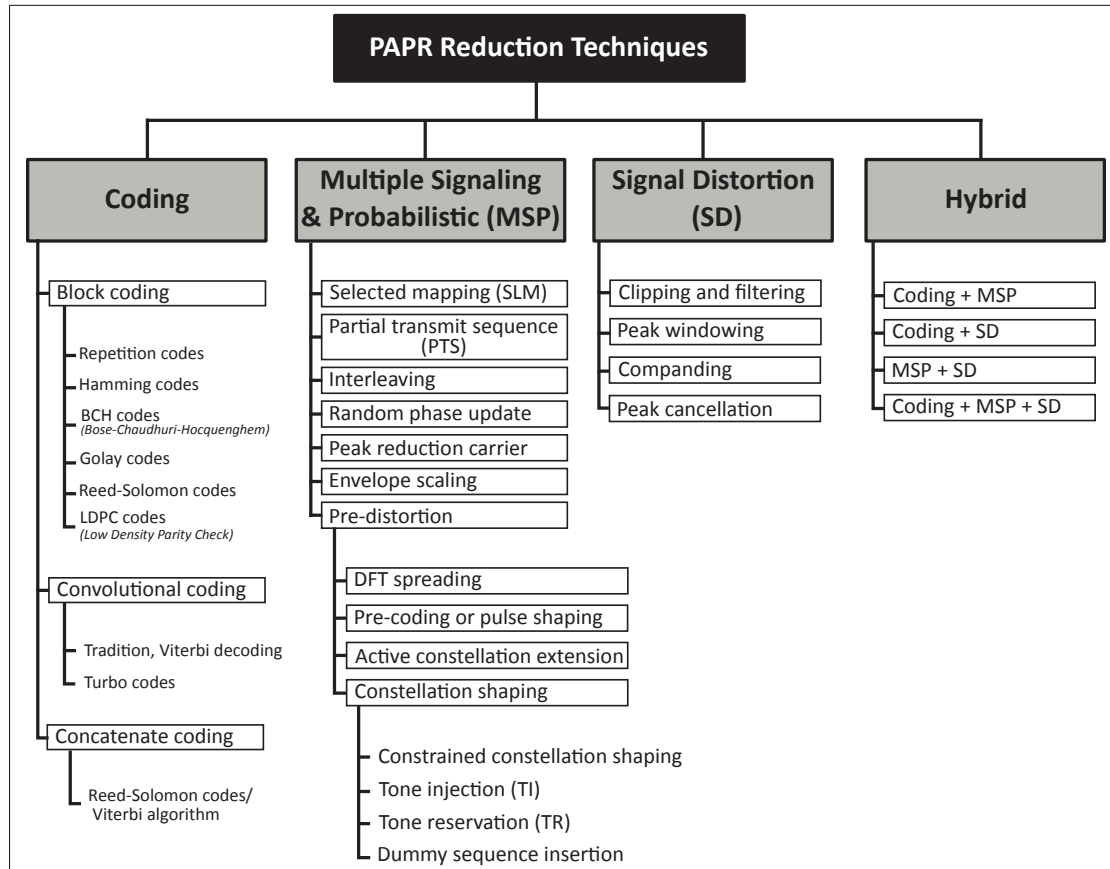 PAPR Reduction Techniques
Coding
Block coding
Repetition codes
Hamming codes
BCH codes
(Bose-Chaudhuri-Hocquenghem)
Golay codes
Reed-Solomon codes
LDPC codes
(Low Density Parity Check)
Convolutional coding
Tradition, Viterbi decoding
Turbo codes
Concatenate coding
Reed-Solomon codes/
Viterbi algorithm
Multiple Signaling
& Probabilistic (MSP)
Selected mapping (SLM)
Partial transmit sequence
(PTS)
Interleaving
Random phase update
Peak reduction carrier
Envelope scaling
Pre-distortion
DFT spreading
Pre-coding or pulse shaping
Active constellation extension
Constellation shaping
Constrained constellation shaping
Tone injection (TI)
Tone reservation (TR)
Dummy sequence insertion
Signal Distortion
(SD)
Clipping and filtering
Peak windowing
Companding
Peak cancellation
Hybrid
Coding + MSP
Coding + SD
MSP + SD
Coding + MSP + SD